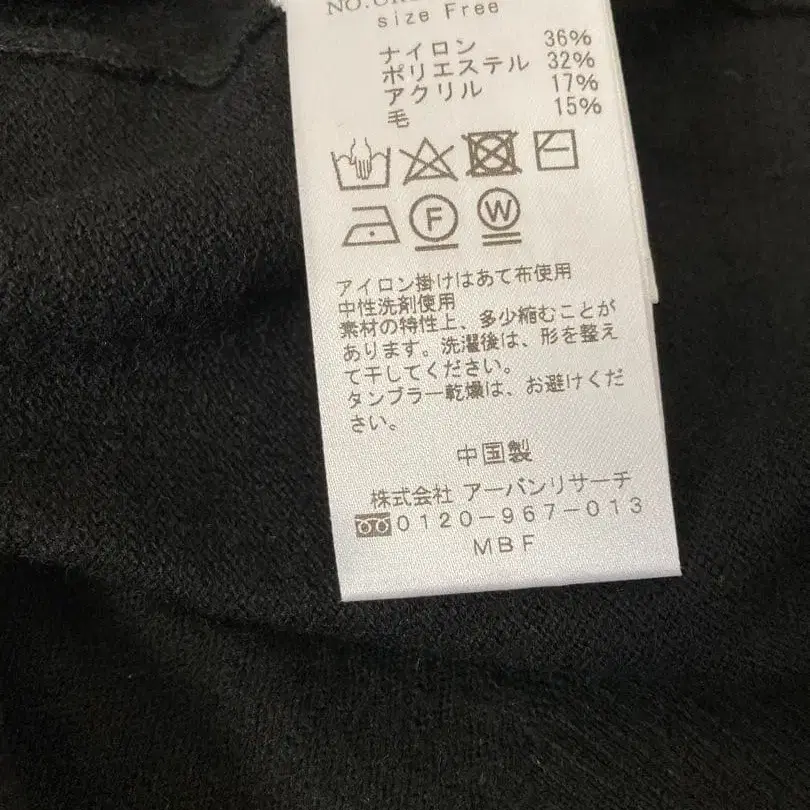 size Free
ナイロン 36%
ポリエステル 32%
アクリル 17%
毛 15%
F W
アイロン掛けはあて布使用
中性洗剤使用
素材の特性上、多少縮むことが
あります。洗濯後は、形を整え
て干してください。
タンブラー乾燥は、お避けくだ
さい。
中国製
株式会社 アーバンリサーチ
0120-967-013
MBF